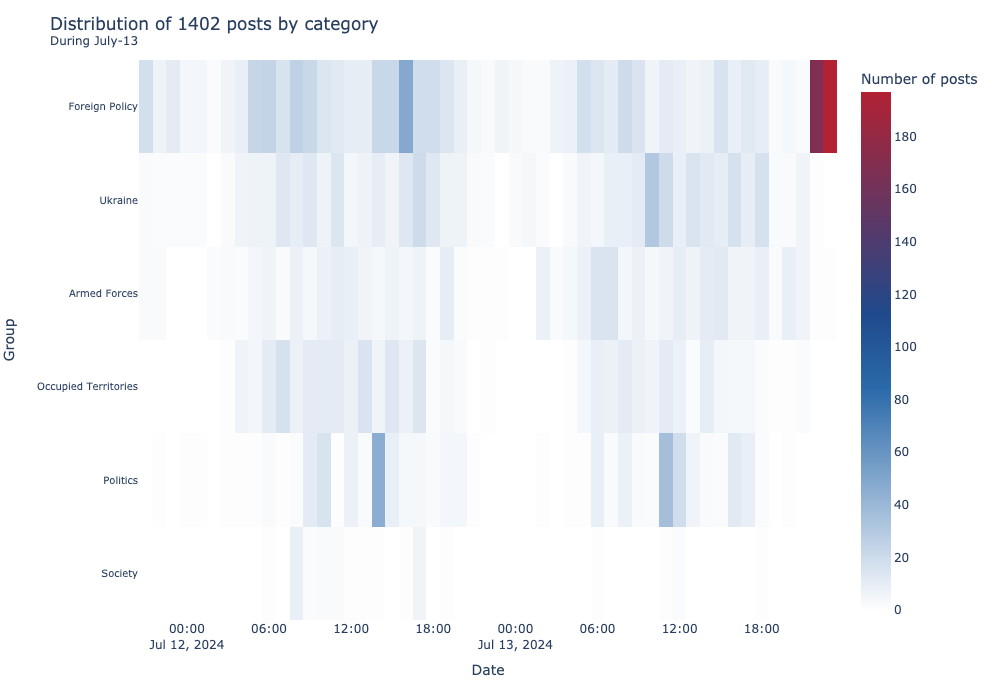 Distribution of 1402 posts by category
During July-13
Number of posts
Foreign Policy
Ukraine
Armed Forces
Occupied Territories
Politics
Society
Group
180
160
140
120
100
80
60
40
20
0
00:00 06:00 12:00 18:00 00:00 06:00 12:00 18:00
Jul 12, 2024 Jul 13, 2024
Date